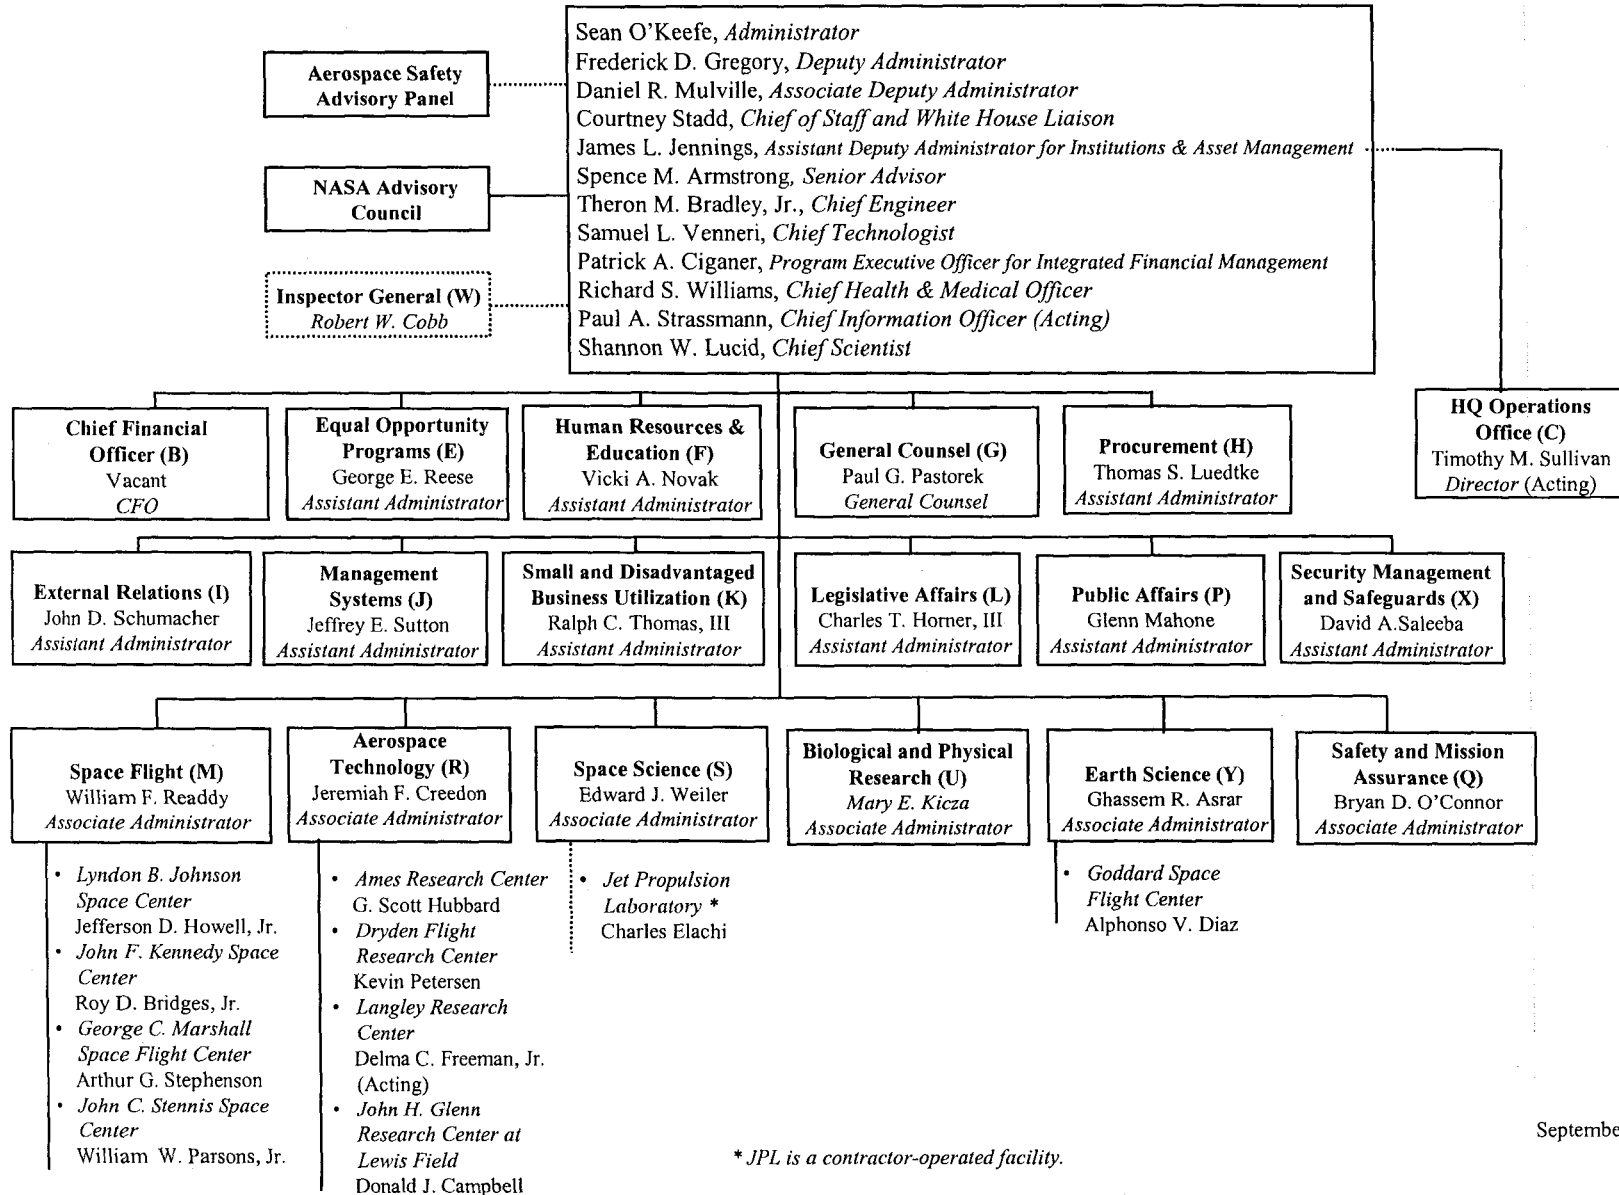 Sean O'Keefe, Administrator
Frederick D. Gregory, Deputy Administrator
Daniel R. Mulville, Associate Deputy Administrator
Courtney Stadd, Chief of Staff and White House Liaison
James L. Jennings, Assistant Deputy Administrator for Institutions & Asset Management
Spence M. Armstrong, Senior Advisor
Theron M. Bradley, Jr., Chief Engineer
Samuel L. Venneri, Chief Technologist
Patrick A. Ciganer, Program Executive Officer for Integrated Financial Management
Richard S. Williams, Chief Health & Medical Officer
Paul A. Strassmann, Chief Information Officer (Acting)
Shannon W. Lucid, Chief Scientist
Aerospace Safety
Advisory Panel
NASA Advisory
Council
Inspector General (W)
Robert W. Cobb
Chief Financial
Officer (B)
Vacant
CFO
Equal Opportunity
Programs (E)
George E. Reese
Assistant Administrator
Human Resources &
Education (F)
Vicki A. Novak
Assistant Administrator
General Counsel (G)
Paul G. Pastorek
General Counsel
Procurement (H)
Thomas S. Luedtke
Assistant Administrator
HQ Operations
Office (C)
Timothy M. Sullivan
Director (Acting)
External Relations (I)
John D. Schumacher
Assistant Administrator
Management
Systems (J)
Jeffrey E. Sutton
Assistant Administrator
Small and Disadvantaged
Business Utilization (K)
Ralph C. Thomas, III
Assistant Administrator
Legislative Affairs (L)
Charles T. Horner, III
Assistant Administrator
Public Affairs (P)
Glenn Mahone
Assistant Administrator
Security Management
and Safeguards (X)
David A.Saleeba
Assistant Administrator
Space Flight (M)
William F. Readdy
Associate Administrator
Aerospace
Technology (R)
Jeremiah F. Creedon
Associate Administrator
Space Science (S)
Edward J. Weiler
Associate Administrator
Biological and Physical
Research (U)
Mary E. Kicza
Associate Administrator
Earth Science (Y)
Ghassem R. Asrar
Associate Administrator
Safety and Mission
Assurance (Q)
Bryan D. O'Connor
Associate Administrator
• Lyndon B. Johnson
Space Center
Jefferson D. Howell, Jr.
• John F. Kennedy Space
Center
Roy D. Bridges, Jr.
• George C. Marshall
Space Flight Center
Arthur G. Stephenson
• John C. Stennis Space
Center
William W. Parsons, Jr.
• Ames Research Center
G. Scott Hubbard
• Dryden Flight
Research Center
Kevin Petersen
• Langley Research
Center
Delma C. Freeman, Jr.
(Acting)
• John H. Glenn
Research Center at
Lewis Field
Donald J. Campbell
• Jet Propulsion
Laboratory *
Charles Elachi
• Goddard Space
Flight Center
Alphonso V. Diaz
* JPL is a contractor-operated facility.
Septembe